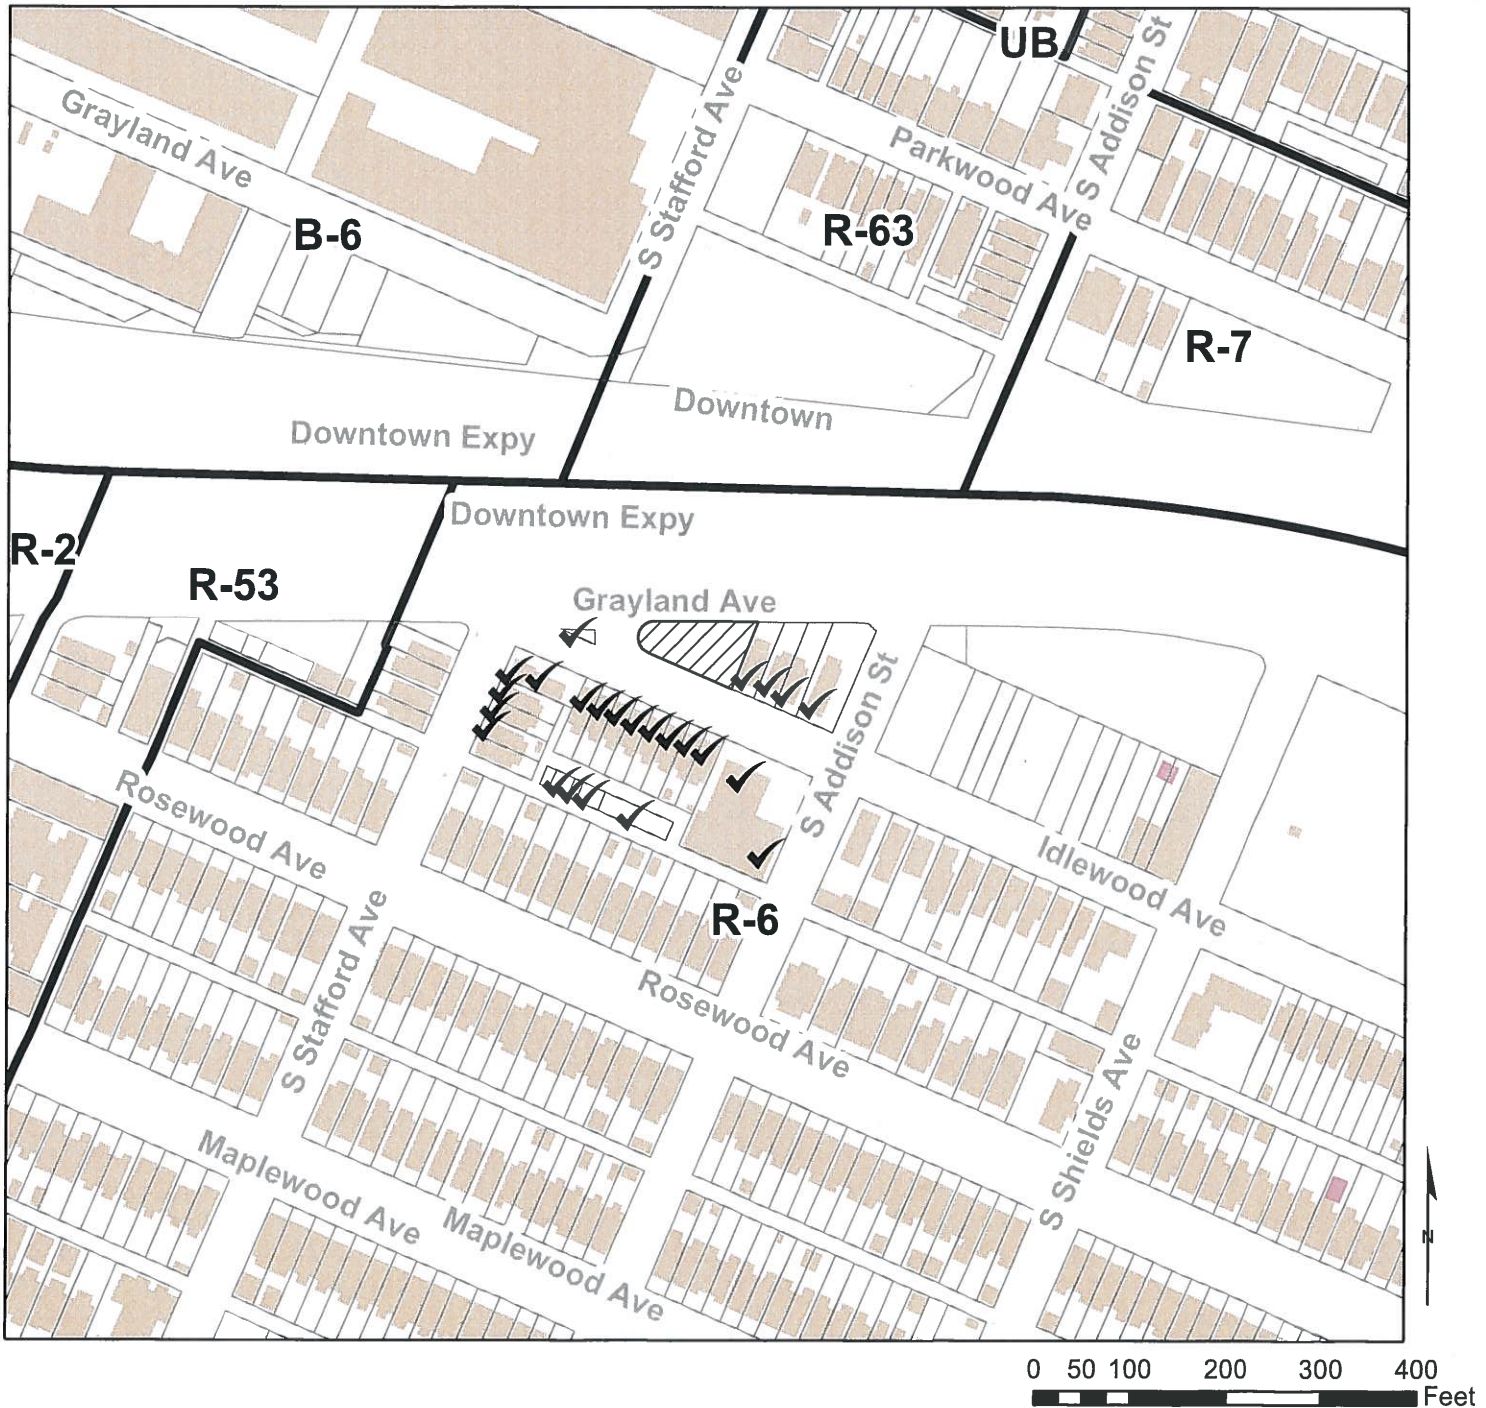 UB
S Addison St
Grayland Ave
S Stafford Ave
Parkwood Ave
B-6
R-63
R-7
Downtown
Downtown Expy
Downtown Expy
R-2
R-53
Grayland Ave
S Addison St
Rosewood Ave
Idlewood Ave
R-6
S Stafford Ave
Rosewood Ave
S Shields Ave
Maplewood Ave
Maplewood Ave
N
0 50 100 200 300 400
Feet